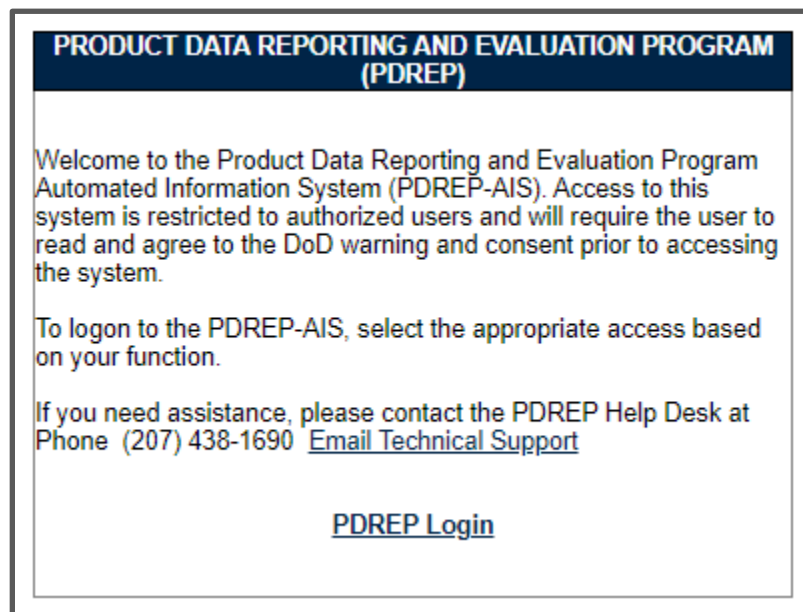 PRODUCT DATA REPORTING AND EVALUATION PROGRAM
(PDREP)
Welcome to the Product Data Reporting and Evaluation Program
Automated Information System (PDREP-AIS). Access to this
system is restricted to authorized users and will require the user to
read and agree to the DoD warning and consent prior to accessing
the system.
To logon to the PDREP-AIS, select the appropriate access based
on your function.
If you need assistance, please contact the PDREP Help Desk at
Phone (207) 438-1690 Email Technical Support
PDREP Login